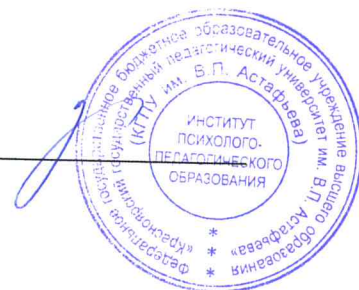 Федеральное государственное бюджетное образовательное учреждение высшего образования
«Красноярский государственный педагогический университет им. В.П. Астафьева»
(КГПУ им. В.П. Астафьева)
ИНСТИТУТ
ПСИХОЛОГО-
ПЕДАГОГИЧЕСКОГО
ОБРАЗОВАНИЯ